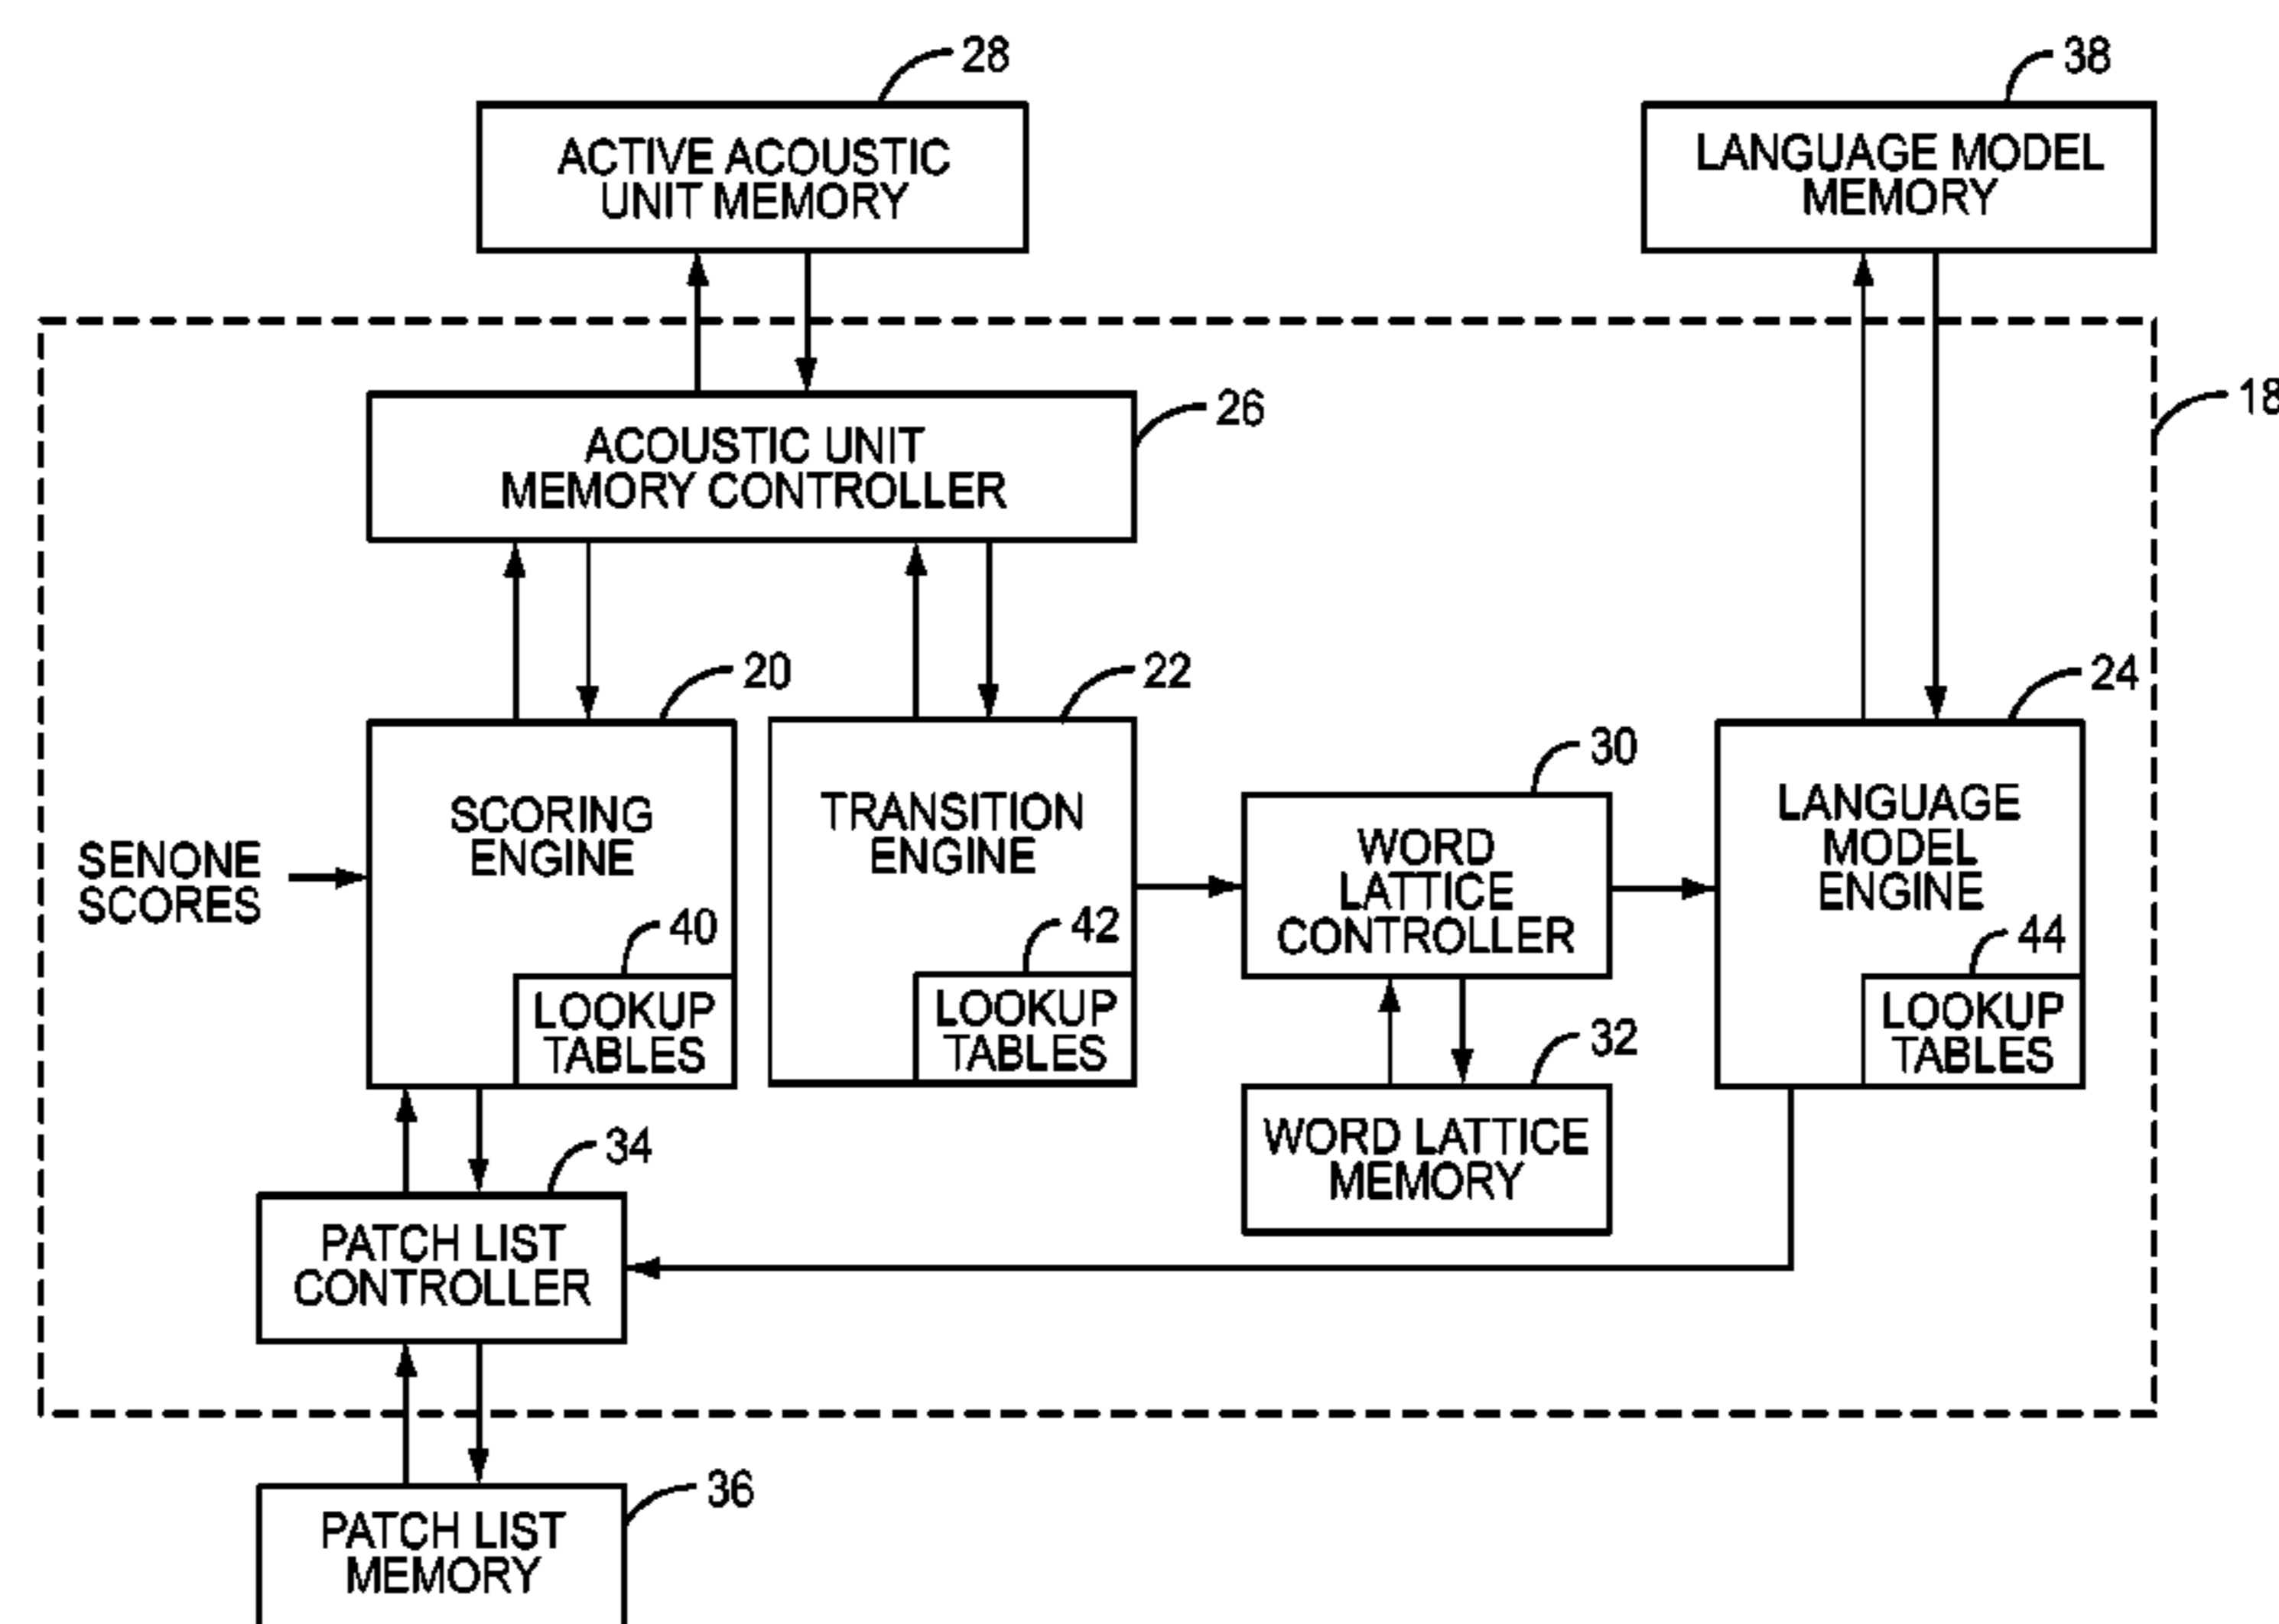 28
38
ACTIVE ACOUSTIC
UNIT MEMORY
LANGUAGE MODEL
MEMORY
18
26
ACOUSTIC UNIT
MEMORY CONTROLLER
20
22
24
30
SCORING
ENGINE
TRANSITION
ENGINE
WORD
LATTICE
CONTROLLER
LANGUAGE
MODEL
ENGINE
SENONE
SCORES
40
42
44
LOOKUP
TABLES
LOOKUP
TABLES
LOOKUP
TABLES
32
WORD LATTICE
MEMORY
34
PATCH LIST
CONTROLLER
36
PATCH LIST
MEMORY